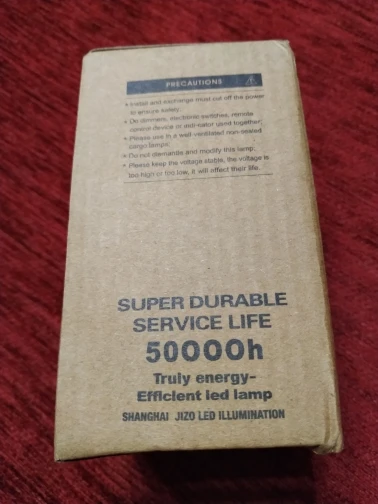 PRECAUTIONS
• Install and exchange must cut off the power
to ensure safety;
• On dimmers, electronic switches, remote
control device or used together;
• Please use in a well ventilated non-sealed
cargo lamps;
• Do not dismantle and modify this lamp.
• Please keep the voltage stable, the voltage is
too high or too low, it will affect their life.
SUPER DURABLE
SERVICE LIFE
50000h
Truly energy-
Efficient led lamp
SHANGHAI JIZO LED ILLUMINATION